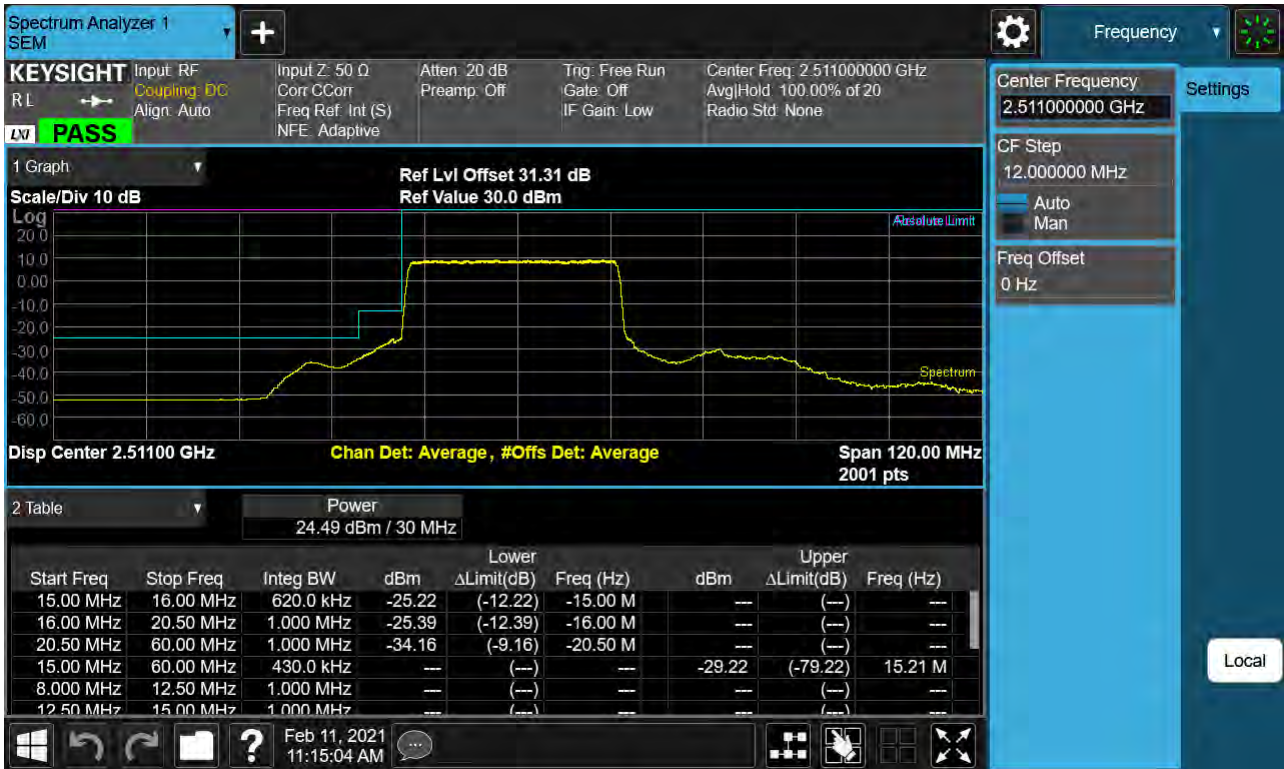 Spectrum Analyzer 1
SEM
Frequency
KEYSIGHT
RL
LXI PASS
Input: RF
Coupling: DC
Align: Auto
Input Z: 50 Ω
Corr CCorr
Freq Ref: Int (S)
NFE: Adaptive
Atten: 20 dB
Preamp: Off
Trig: Free Run
Gate: Off
IF Gain: Low
Center Freq: 2.511000000 GHz
Avg|Hold: 100.00% of 20
Radio Std: None
Center Frequency
2.511000000 GHz
Settings
CF Step
12.000000 MHz
Auto
Man
Freq Offset
0 Hz
1 Graph
Ref Lvl Offset 31.31 dB
Scale/Div 10 dB Ref Value 30.0 dBm
Log
Absolute Limit
20.0
10.0
0.00
-10.0
-20.0
-30.0
-40.0
Spectrum
-50.0
-60.0
Disp Center 2.51100 GHz Chan Det: Average, #Offs Det: Average Span 120.00 MHz
2001 pts
2 Table
Power
24.49 dBm / 30 MHz
Lower Upper
Start Freq Stop Freq Integ BW dBm ΔLimit(dB) Freq (Hz) dBm ΔLimit(dB) Freq (Hz)
15.00 MHz 16.00 MHz 620.0 kHz -25.22 (-12.22) -15.00 M --- (---) ---
16.00 MHz 20.50 MHz 1.000 MHz -25.39 (-12.39) -16.00 M --- (---) ---
20.50 MHz 60.00 MHz 1.000 MHz -34.16 (-9.16) -20.50 M --- (---) ---
15.00 MHz 60.00 MHz 430.0 kHz --- (---) --- -29.22 (-79.22) 15.21 M
8.000 MHz 12.50 MHz 1.000 MHz --- (---) --- --- (---) ---
12.50 MHz 15.00 MHz 1.000 MHz --- (---) --- --- (---) ---
Local
Feb 11, 2021
11:15:04 AM